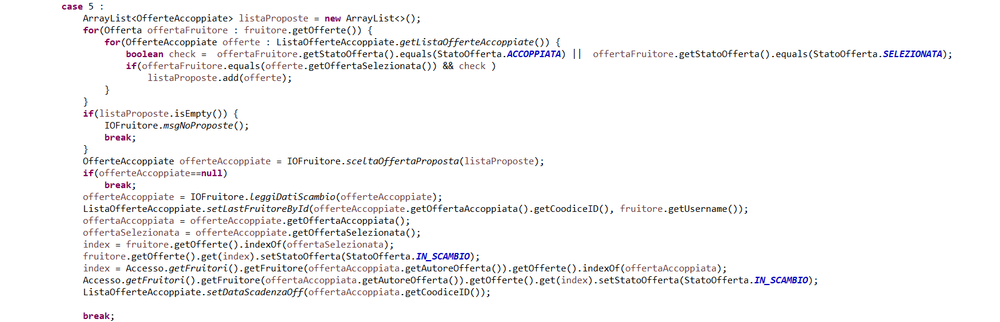 case 5 :
ArrayList<OfferteAccoppiate> listaProposte = new ArrayList<>();
for(Offerta offertaFruitore : fruitore.getOfferte()) {
for(OfferteAccoppiate offerte : ListaOfferteAccoppiate.getListaOfferteAccoppiate()) {
boolean check =  offertaFruitore.getStatoOfferta().equals(StatoOfferta.ACCOPPIATA) ||  offertaFruitore.getStatoOfferta().equals(StatoOfferta.SELEZIONATA);
if(offertaFruitore.equals(offerte.getOffertaSelezionata()) && check )
listaProposte.add(offerte);
}
}
if(listaProposte.isEmpty()) {
IOFruitore.msgNoProposte();
break;
}
OfferteAccoppiate offerteAccoppiate = IOFruitore.sceltaOffertaProposta(listaProposte);
if(offerteAccoppiate==null)
break;
offerteAccoppiate = IOFruitore.leggiDatiScambio(offerteAccoppiate);
ListaOfferteAccoppiate.setLastFruitoreById(offerteAccoppiate.getOffertaAccoppiata().getCoodiceID(), fruitore.getUsername());
offertaAccoppiata = offerteAccoppiate.getOffertaAccoppiata();
offertaSelezionata = offerteAccoppiate.getOffertaSelezionata();
index = fruitore.getOfferte().indexOf(offertaSelezionata);
fruitore.getOfferte().get(index).setStatoOfferta(StatoOfferta.IN_SCAMBIO);
index = Accesso.getFruitori().getFruitore(offertaAccoppiata.getAutoreOfferta()).getOfferte().indexOf(offertaAccoppiata);
Accesso.getFruitori().getFruitore(offertaAccoppiata.getAutoreOfferta()).getOfferte().get(index).setStatoOfferta(StatoOfferta.IN_SCAMBIO);
ListaOfferteAccoppiate.setDataScadenzaOff(offertaAccoppiata.getCoodiceID());
break;